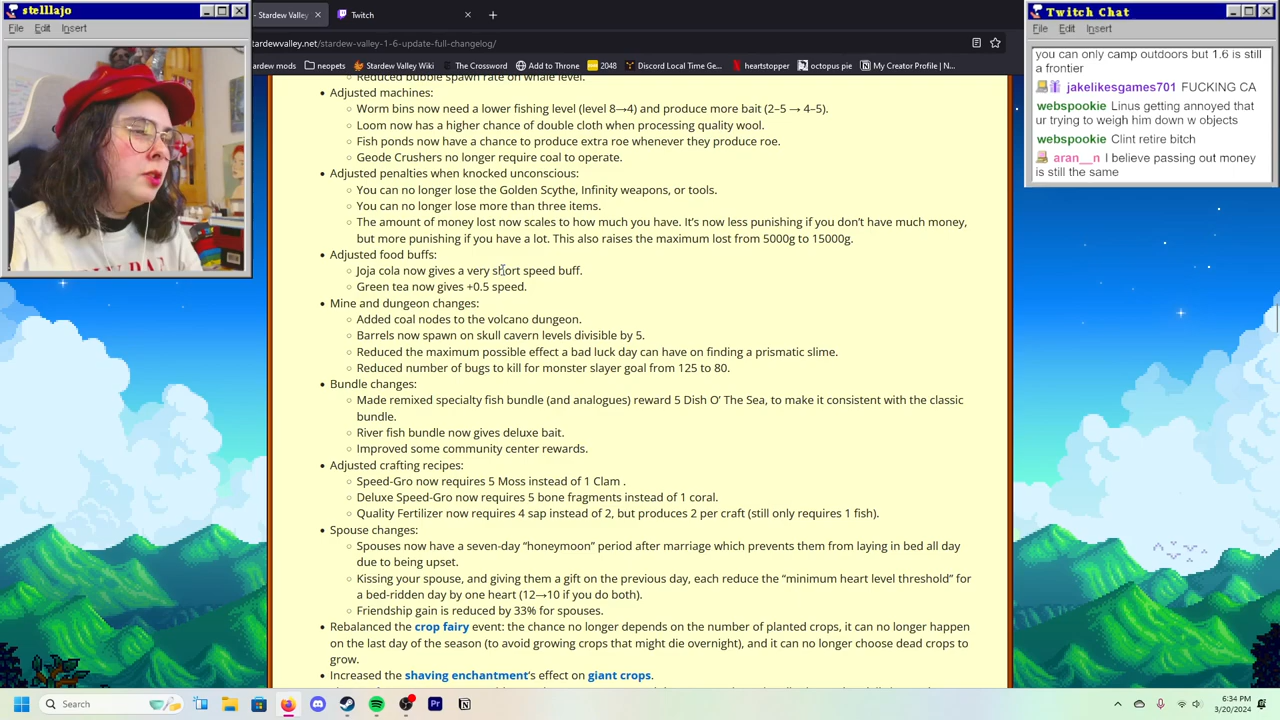 stelllajo
File Edit Insert
- Stardew Valley
Twitch
tardewvalley.net/stardew-valley-1-6-update-full-changelog/
stardew mods
neopets
Stardew Valley Wiki
The Crosswords
Add to Throne
2048
Discord Local Time Ge...
heartstopper
octopus pie
My Creator Profile | N...
Reduced bubble spawn rate on whale level.
Adjusted machines:
Worm bins now need a lower fishing level (level 8→4) and produce more bait (2–5 → 4–5).
Loom now has a higher chance of double cloth when processing quality wool.
Fish ponds now have a chance to produce extra roe whenever they produce roe.
Geode Crushers no longer require coal to operate.
Adjusted penalties when knocked unconscious:
You can no longer lose the Golden Scythe, Infinity weapons, or tools.
You can no longer lose more than three items.
The amount of money lost now scales to how much you have. It’s now less punishing if you don’t have much money,
but more punishing if you have a lot. This also raises the maximum lost from 5000g to 15000g.
Adjusted food buffs:
Joja cola now gives a very short speed buff.
Green tea now gives +0.5 speed.
Mine and dungeon changes:
Added coal nodes to the volcano dungeon.
Barrels now spawn on skull cavern levels divisible by 5.
Reduced the maximum possible effect a bad luck day can have on finding a prismatic slime.
Reduced number of bugs to kill for monster slayer goal from 125 to 80.
Bundle changes:
Made remixed specialty fish bundle (and analogues) reward 5 Dish O’ The Sea, to make it consistent with the classic
bundle.
River fish bundle now gives deluxe bait.
Improved some community center rewards.
Adjusted crafting recipes:
Speed-Gro now requires 5 Moss instead of 1 Clam .
Deluxe Speed-Gro now requires 5 bone fragments instead of 1 coral.
Quality Fertilizer now requires 4 sap instead of 2, but produces 2 per craft (still only requires 1 fish).
Spouse changes:
Spouses now have a seven-day “honeymoon” period after marriage which prevents them from laying in bed all day
due to being upset.
Kissing your spouse, and giving them a gift on the previous day, each reduce the “minimum heart level threshold” for
a bed-ridden day by one heart (12→10 if you do both).
Friendship gain is reduced by 33% for spouses.
Rebalanced the crop fairy event: the chance no longer depends on the number of planted crops, it can no longer happen
on the last day of the season (to avoid growing crops that might die overnight), and it can no longer choose dead crops to
grow.
Increased the shaving enchantment’s effect on giant crops.
Twitch Chat
File Edit Insert
you can only camp outdoors but 1.6 is still
a frontier
jakelikesgames701 FUCKING CA
webspookie Linus getting annoyed that
ur trying to weigh him down w objects
webspookie Clint retire bitch
aran__n I believe passing out money
is still the same
Search
6:34 PM
3/20/2024